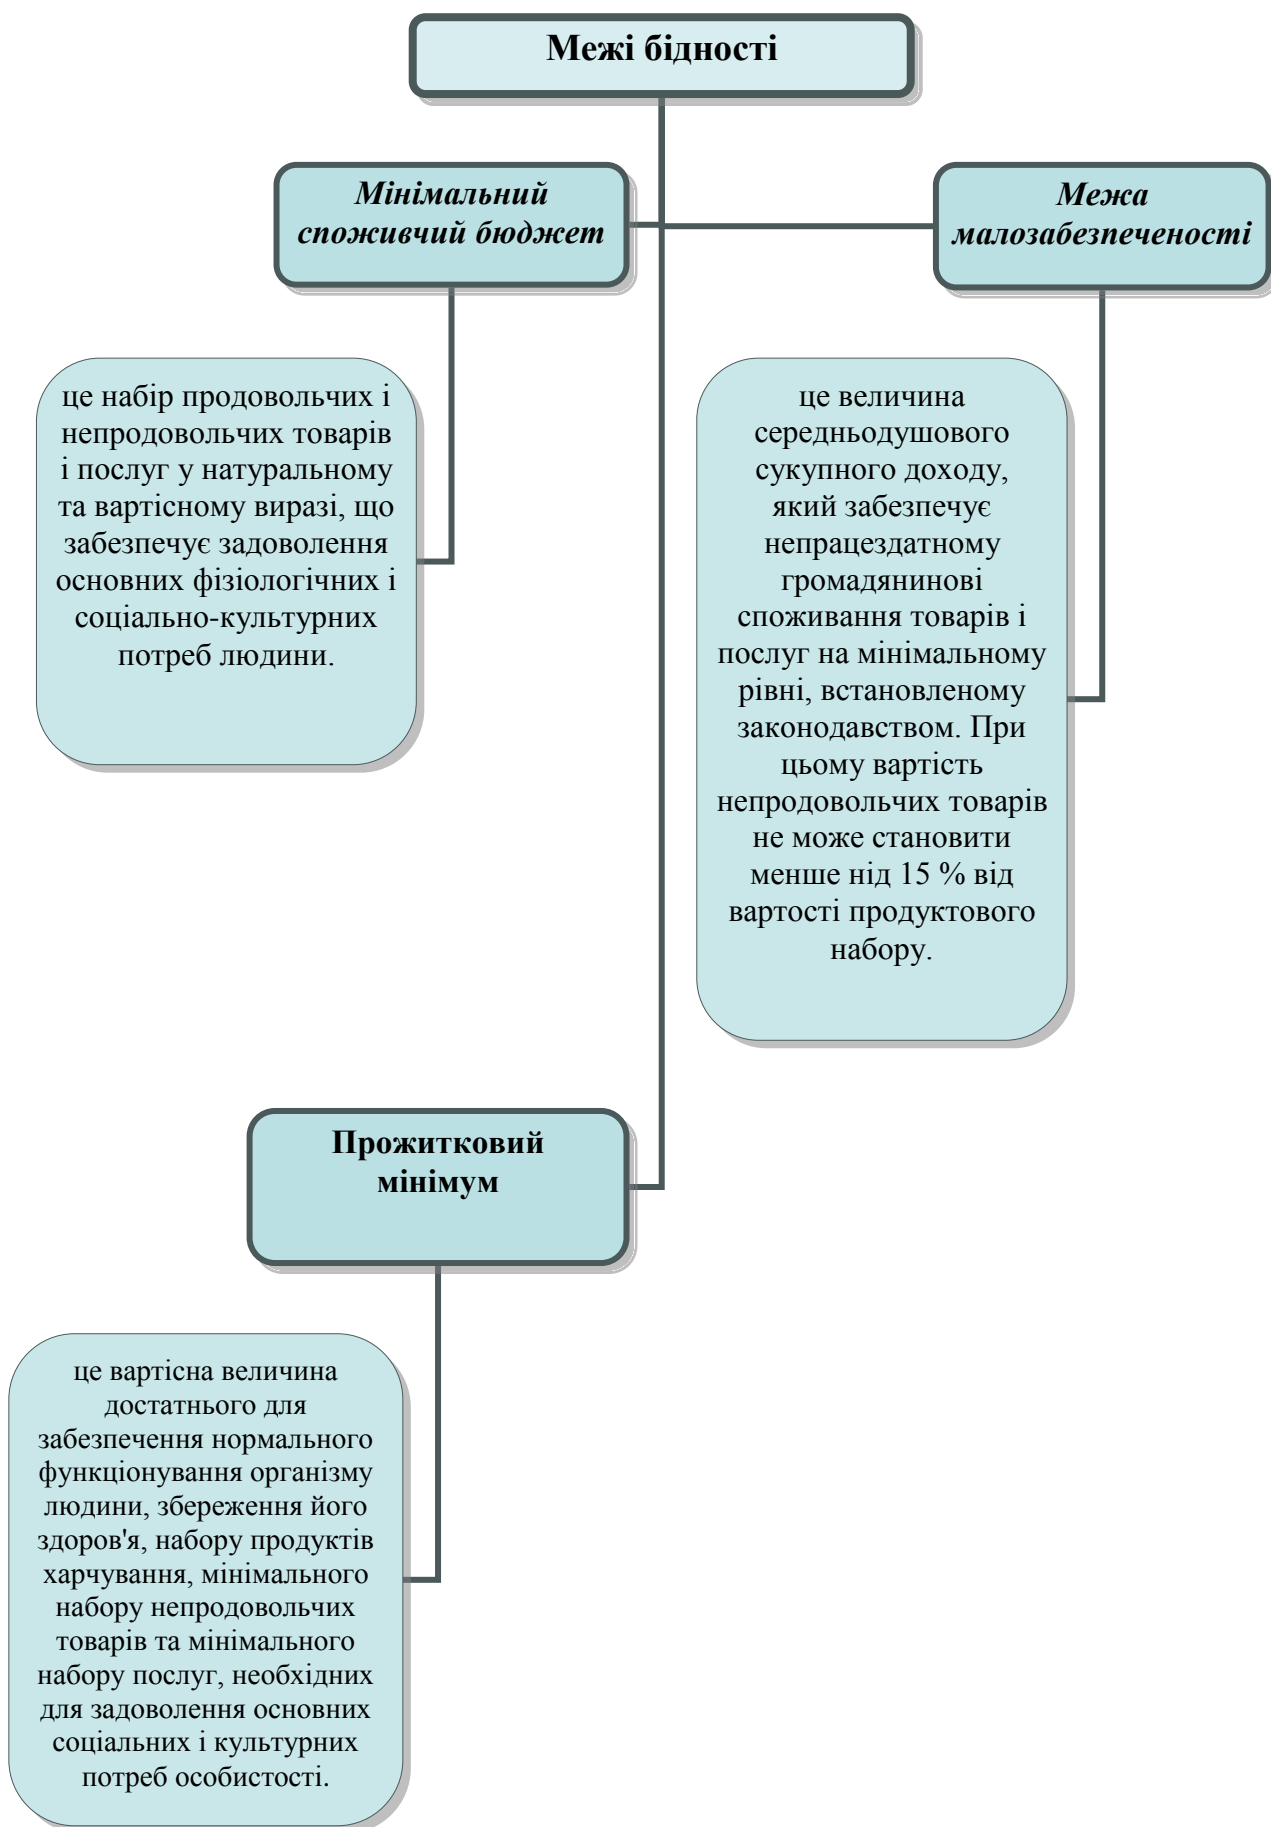 Межі бідності
Мінімальний
споживчий бюджет
Межа
малозабезпеченості
це набір продовольчих і
непродовольчих товарів
і послуг у натуральному
та вартісному виразі, що
забезпечує задоволення
основних фізіологічних і
соціально-культурних
потреб людини.
це величина
середньодушового
сукупного доходу,
який забезпечує
непрацездатному
громадянинові
споживання товарів і
послуг на мінімальному
рівні, встановленому
законодавством. При
цьому вартість
непродовольчих товарів
не може становити
менше нід 15 % від
вартості продуктового
набору.
Прожитковий
мінімум
це вартісна величина
достатнього для
забезпечення нормального
функціонування організму
людини, збереження його
здоров'я, набору продуктів
харчування, мінімального
набору непродовольчих
товарів та мінімального
набору послуг, необхідних
для задоволення основних
соціальних і культурних
потреб особистості.